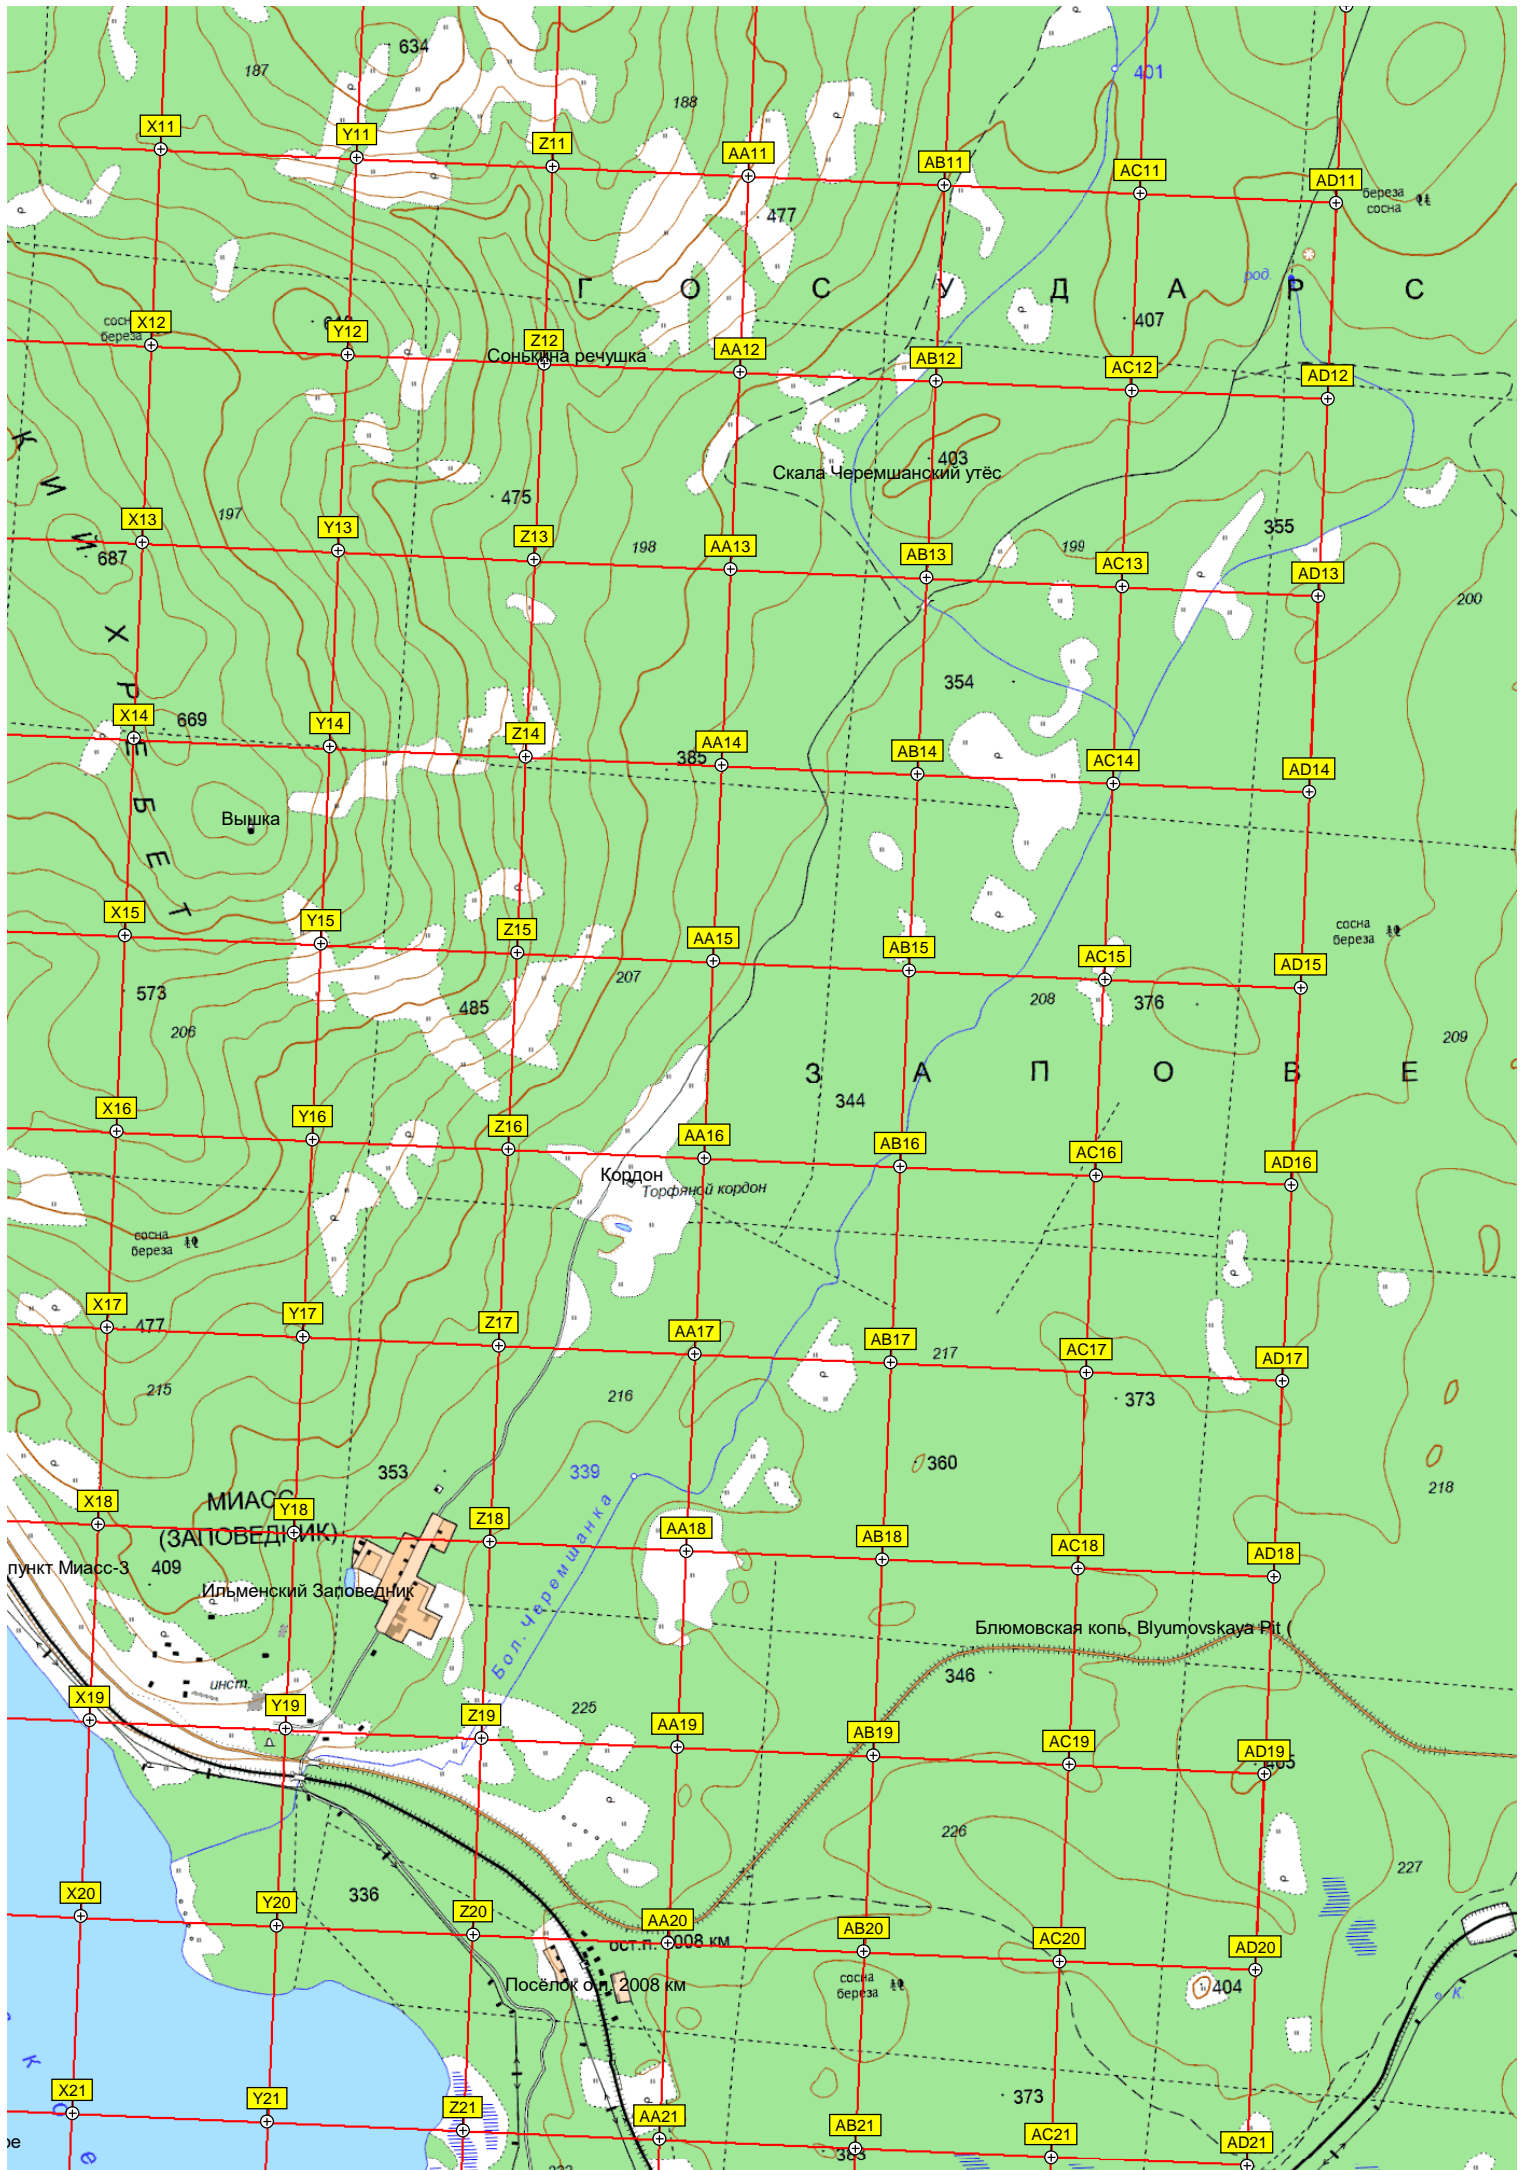 634
187
188
401
X11
Y11
Z11
AA11
AB11
AC11
AD11
береза
сосна
477
род.
Г О С У Д А Р С
X12
сосна
береза
Y12
Z12
AA12
AB12
AC12
AD12
407
Сонькина речушка
403
Скала Черемшанский утёс
К И Й Х Р Е Б Е Т
475
197
X13
Y13
Z13
198
AA13
AB13
199
AC13
355
AD13
687
200
354
X14
669
Y14
Z14
AA14
385
AB14
AC14
AD14
Вышка
X15
Y15
Z15
AA15
AB15
AC15
AD15
сосна
береза
573
485
207
208
376
206
209
З А П О В Е
344
X16
Y16
Z16
AA16
AB16
AC16
AD16
Кордон
Торфяной кордон
сосна
береза
X17
477
Y17
Z17
AA17
AB17
217
AC17
AD17
215
216
373
353
339
360
218
МИАСС
(ЗАПОВЕДНИК)
X18
Y18
Z18
AA18
AB18
AC18
AD18
пункт Миасс-3
409
Ильменский Заповедник
Бол. Черемшанка
Блюмовская копь, Blyumovskaya Pit (
346
инст.
X19
Y19
Z19
225
AA19
AB19
AC19
AD19
405
226
227
336
X20
Y20
Z20
AA20
AB20
AC20
AD20
ост.п. 2008 км
Посёлок о.п. 2008 км
сосна
береза
404
К.
к о е
373
X21
Y21
Z21
AA21
AB21
AC21
AD21
383
ое